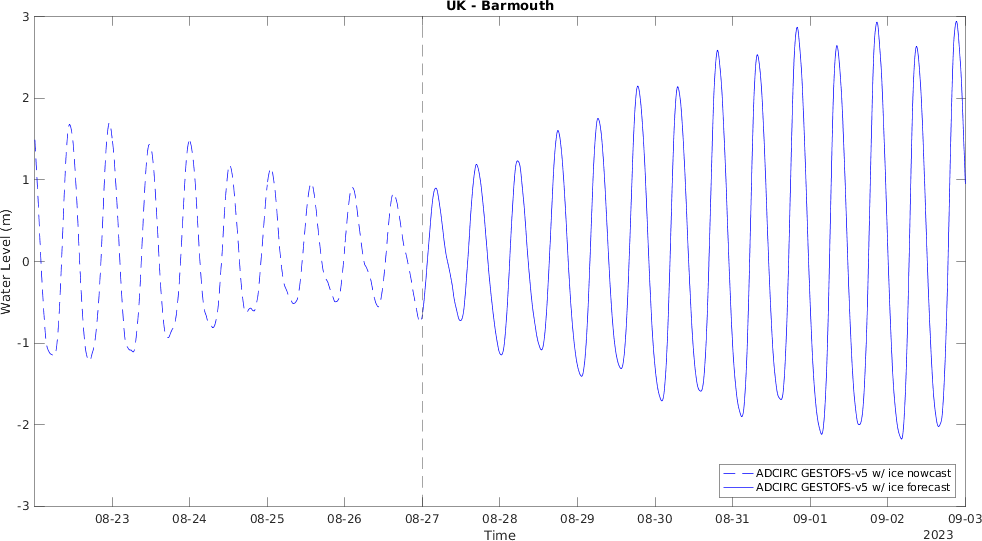 UK - Barmouth
3
2
1
0
-1
-2
-3
Water Level (m)
ADCIRC GESTOFS-v5 w/ ice nowcast
ADCIRC GESTOFS-v5 w/ ice forecast
08-23 08-24 08-25 08-26 08-27 08-28 08-29 08-30 08-31 09-01 09-02 09-03
Time
2023